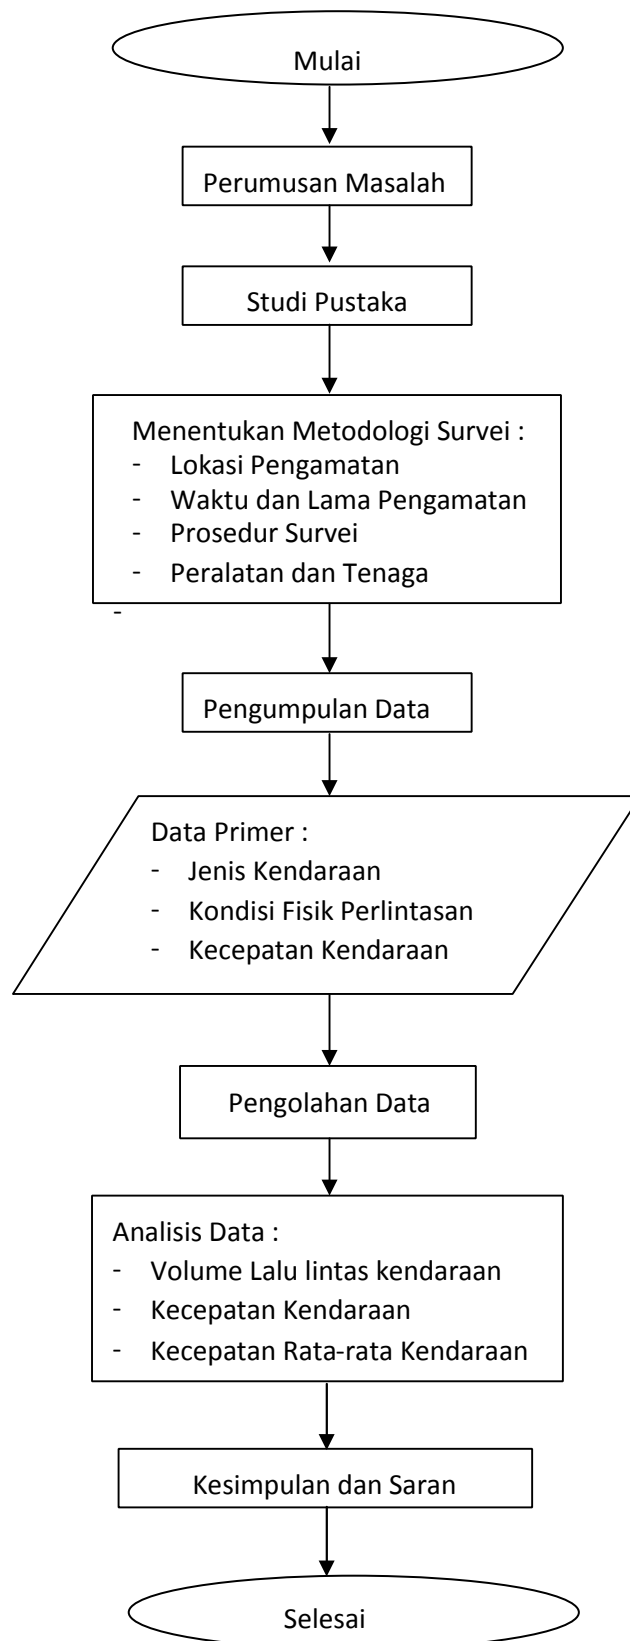 Mulai
Perumusan Masalah
Studi Pustaka
Menentukan Metodologi Survei :
- Lokasi Pengamatan
- Waktu dan Lama Pengamatan
- Prosedur Survei
- Peralatan dan Tenaga
-
Pengumpulan Data
Data Primer :
- Jenis Kendaraan
- Kondisi Fisik Perlintasan
- Kecepatan Kendaraan
Pengolahan Data
Analisis Data :
- Volume Lalu lintas kendaraan
- Kecepatan Kendaraan
- Kecepatan Rata-rata Kendaraan
Kesimpulan dan Saran
Selesai